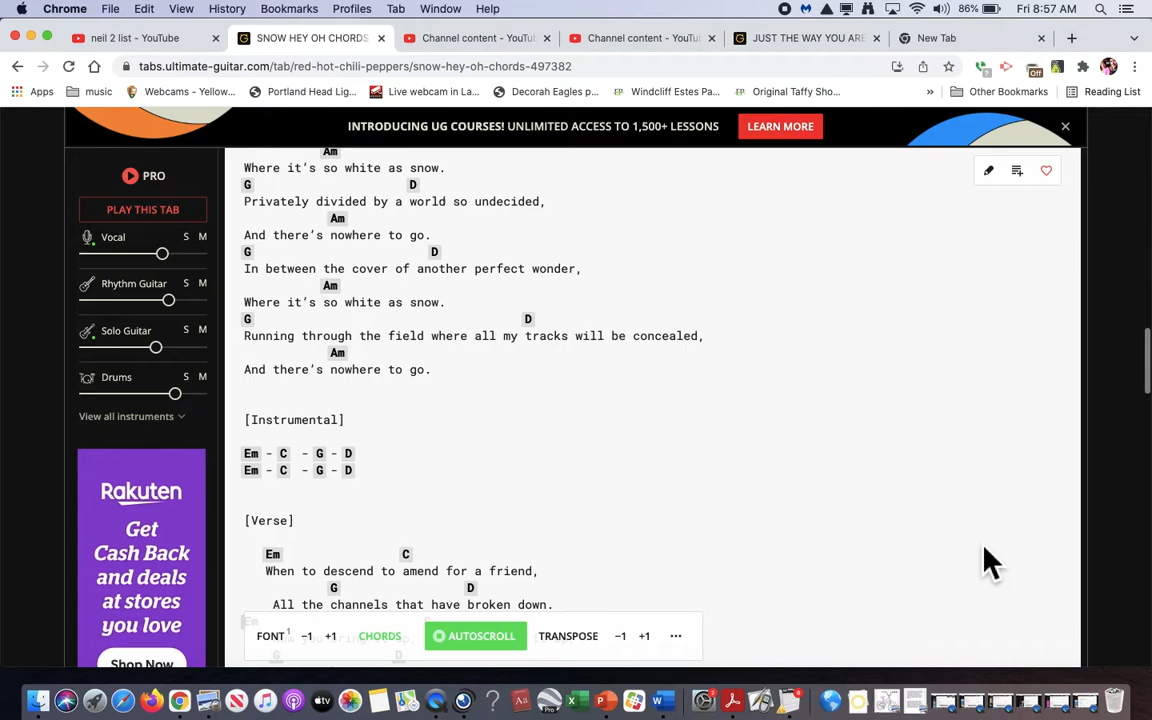 Chrome File Edit View History Bookmarks Profiles Tab Window Help 86% Fri 8:57 AM
neil 2 list - YouTube SNOW HEY OH CHORDS Channel content - YouTu Channel content - YouTu JUST THE WAY YOU ARE New Tab
tabs.ultimate-guitar.com/tab/red-hot-chili-peppers/snow-hey-oh-chords-497382
Off
Apps music Webcams - Yellow... Portland Head Lig... Live webcam in La... Decorah Eagles p... EP Windcliff Estes Pa... EP Original Taffy Sho... » Other Bookmarks Reading List
INTRODUCING UG COURSES! UNLIMITED ACCESS TO 1,500+ LESSONS LEARN MORE
PRO
PLAY THIS TAB
Vocal S M
Rhythm Guitar S M
Solo Guitar S M
Drums S M
View all instruments
Rakuten
Get
Cash Back
and deals
at stores
you love
Shop Now
Am
Where it's so white as snow.
G D
Privately divided by a world so undecided,
Am
And there's nowhere to go.
G D
In between the cover of another perfect wonder,
Am
Where it's so white as snow.
G D
Running through the field where all my tracks will be concealed,
Am
And there's nowhere to go.
[Instrumental]
Em - C - G - D
Em - C - G - D
[Verse]
Em C
When to descend to amend for a friend,
G D
All the channels that have broken down.
Em
G D
FONT 1 −1 +1 CHORDS AUTOSCROLL TRANSPOSE −1 +1 •••